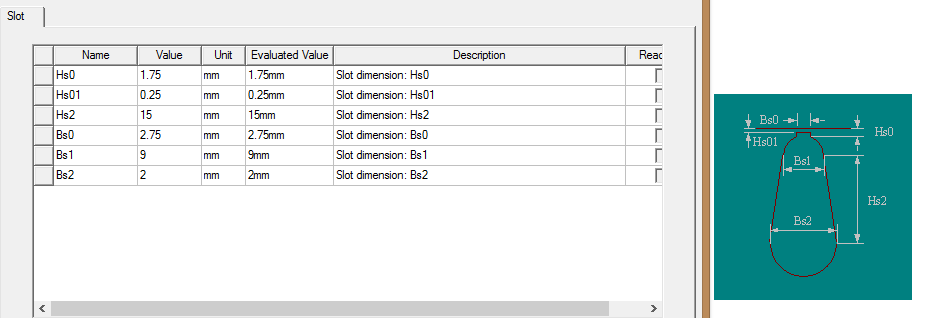 Slot
Name Value Unit Evaluated Value Description Reac
Hs0 1.75 mm 1.75mm Slot dimension: Hs0
Hs01 0.25 mm 0.25mm Slot dimension: Hs01
Hs2 15 mm 15mm Slot dimension: Hs2
Bs0 2.75 mm 2.75mm Slot dimension: Bs0
Bs1 9 mm 9mm Slot dimension: Bs1
Bs2 2 mm 2mm Slot dimension: Bs2
Bs0
Hs0
Hs01
Bs1
Hs2
Bs2